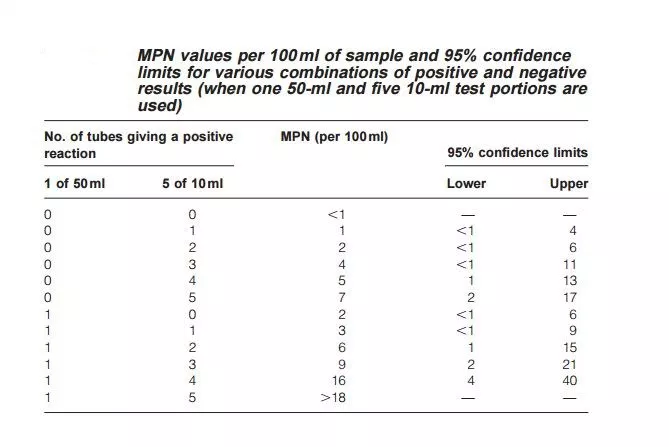 MPN values per 100 ml of sample and 95% confidence
limits for various combinations of positive and negative
results (when one 50-ml and five 10-ml test portions are
used)
No. of tubes giving a positive MPN (per 100 ml)
reaction 95% confidence limits
1 of 50 ml 5 of 10 ml Lower Upper
0 0 <1 — —
0 1 1 <1 4
0 2 2 <1 6
0 3 4 <1 11
0 4 5 1 13
0 5 7 2 17
1 0 2 <1 6
1 1 3 <1 9
1 2 6 1 15
1 3 9 2 21
1 4 16 4 40
1 5 >18 — —